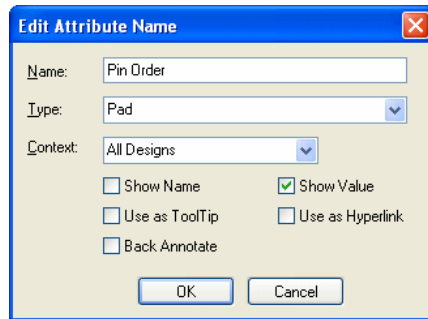 Edit Attribute Name
Name: Pin Order
Type: Pad
Context: All Designs
Show Name Show Value
Use as ToolTip Use as Hyperlink
Back Annotate
OK Cancel